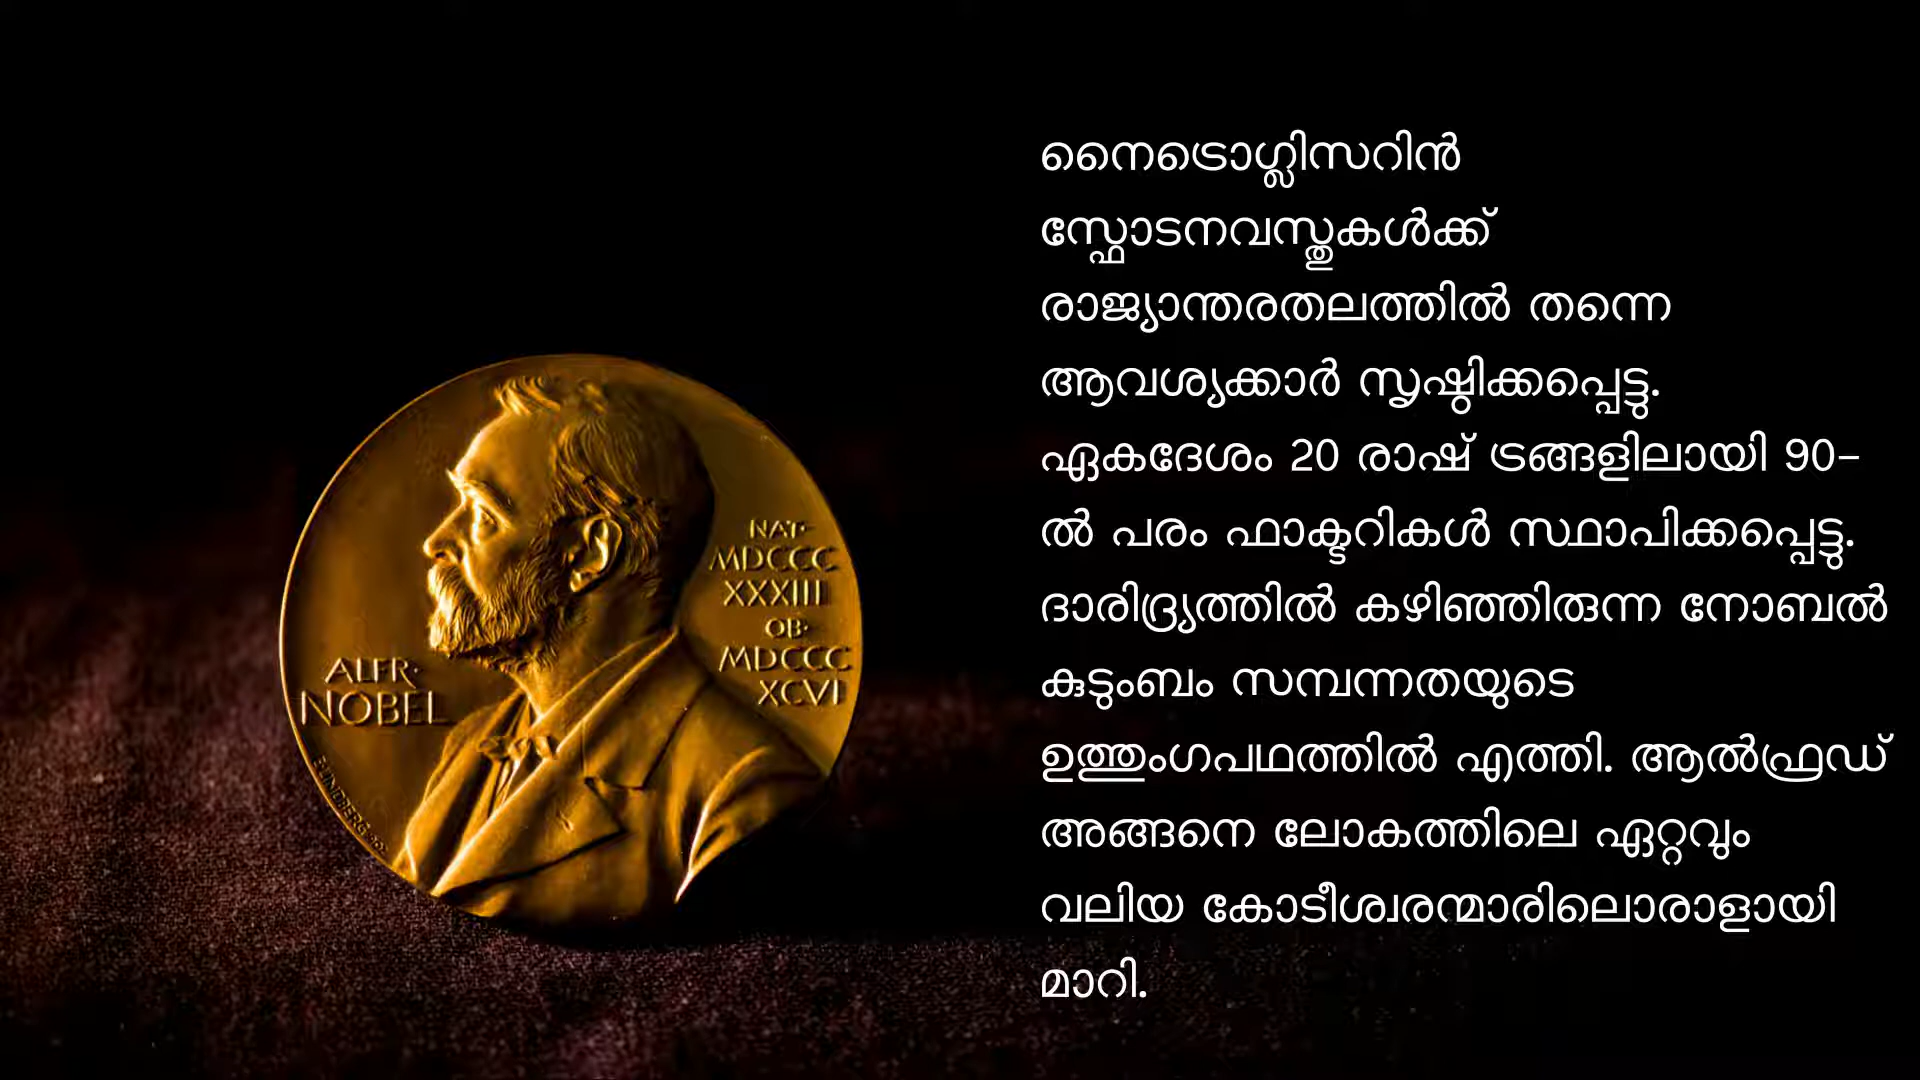 നൈട്രൊഗ്ലിസറിൻ
സ്ഫോടനവസ്തുകൾക്ക്
രാജ്യാന്തരതലത്തിൽ തന്നെ
ആവശ്യക്കാർ സൃഷ്ഠിക്കപ്പെട്ടു.
ഏകദേശം 20 രാഷ് ട്രങ്ങളിലായി 90-
ൽ പരം ഫാക്ടറികൾ സ്ഥാപിക്കപ്പെട്ടു.
ദാരിദ്ര്യത്തിൽ കഴിഞ്ഞിരുന്ന നോബൽ
കുടുംബം സമ്പന്നതയുടെ
ഉത്തുംഗപഥത്തിൽ എത്തി. ആൽഫ്രഡ്
അങ്ങനെ ലോകത്തിലെ ഏറ്റവും
വലിയ കോടീശ്വരന്മാരിലൊരാളായി
മാറി.
ALFR·
NOBEL
NAT·
MDCCC
XXXIII
OB·
MDCCC
XCVI